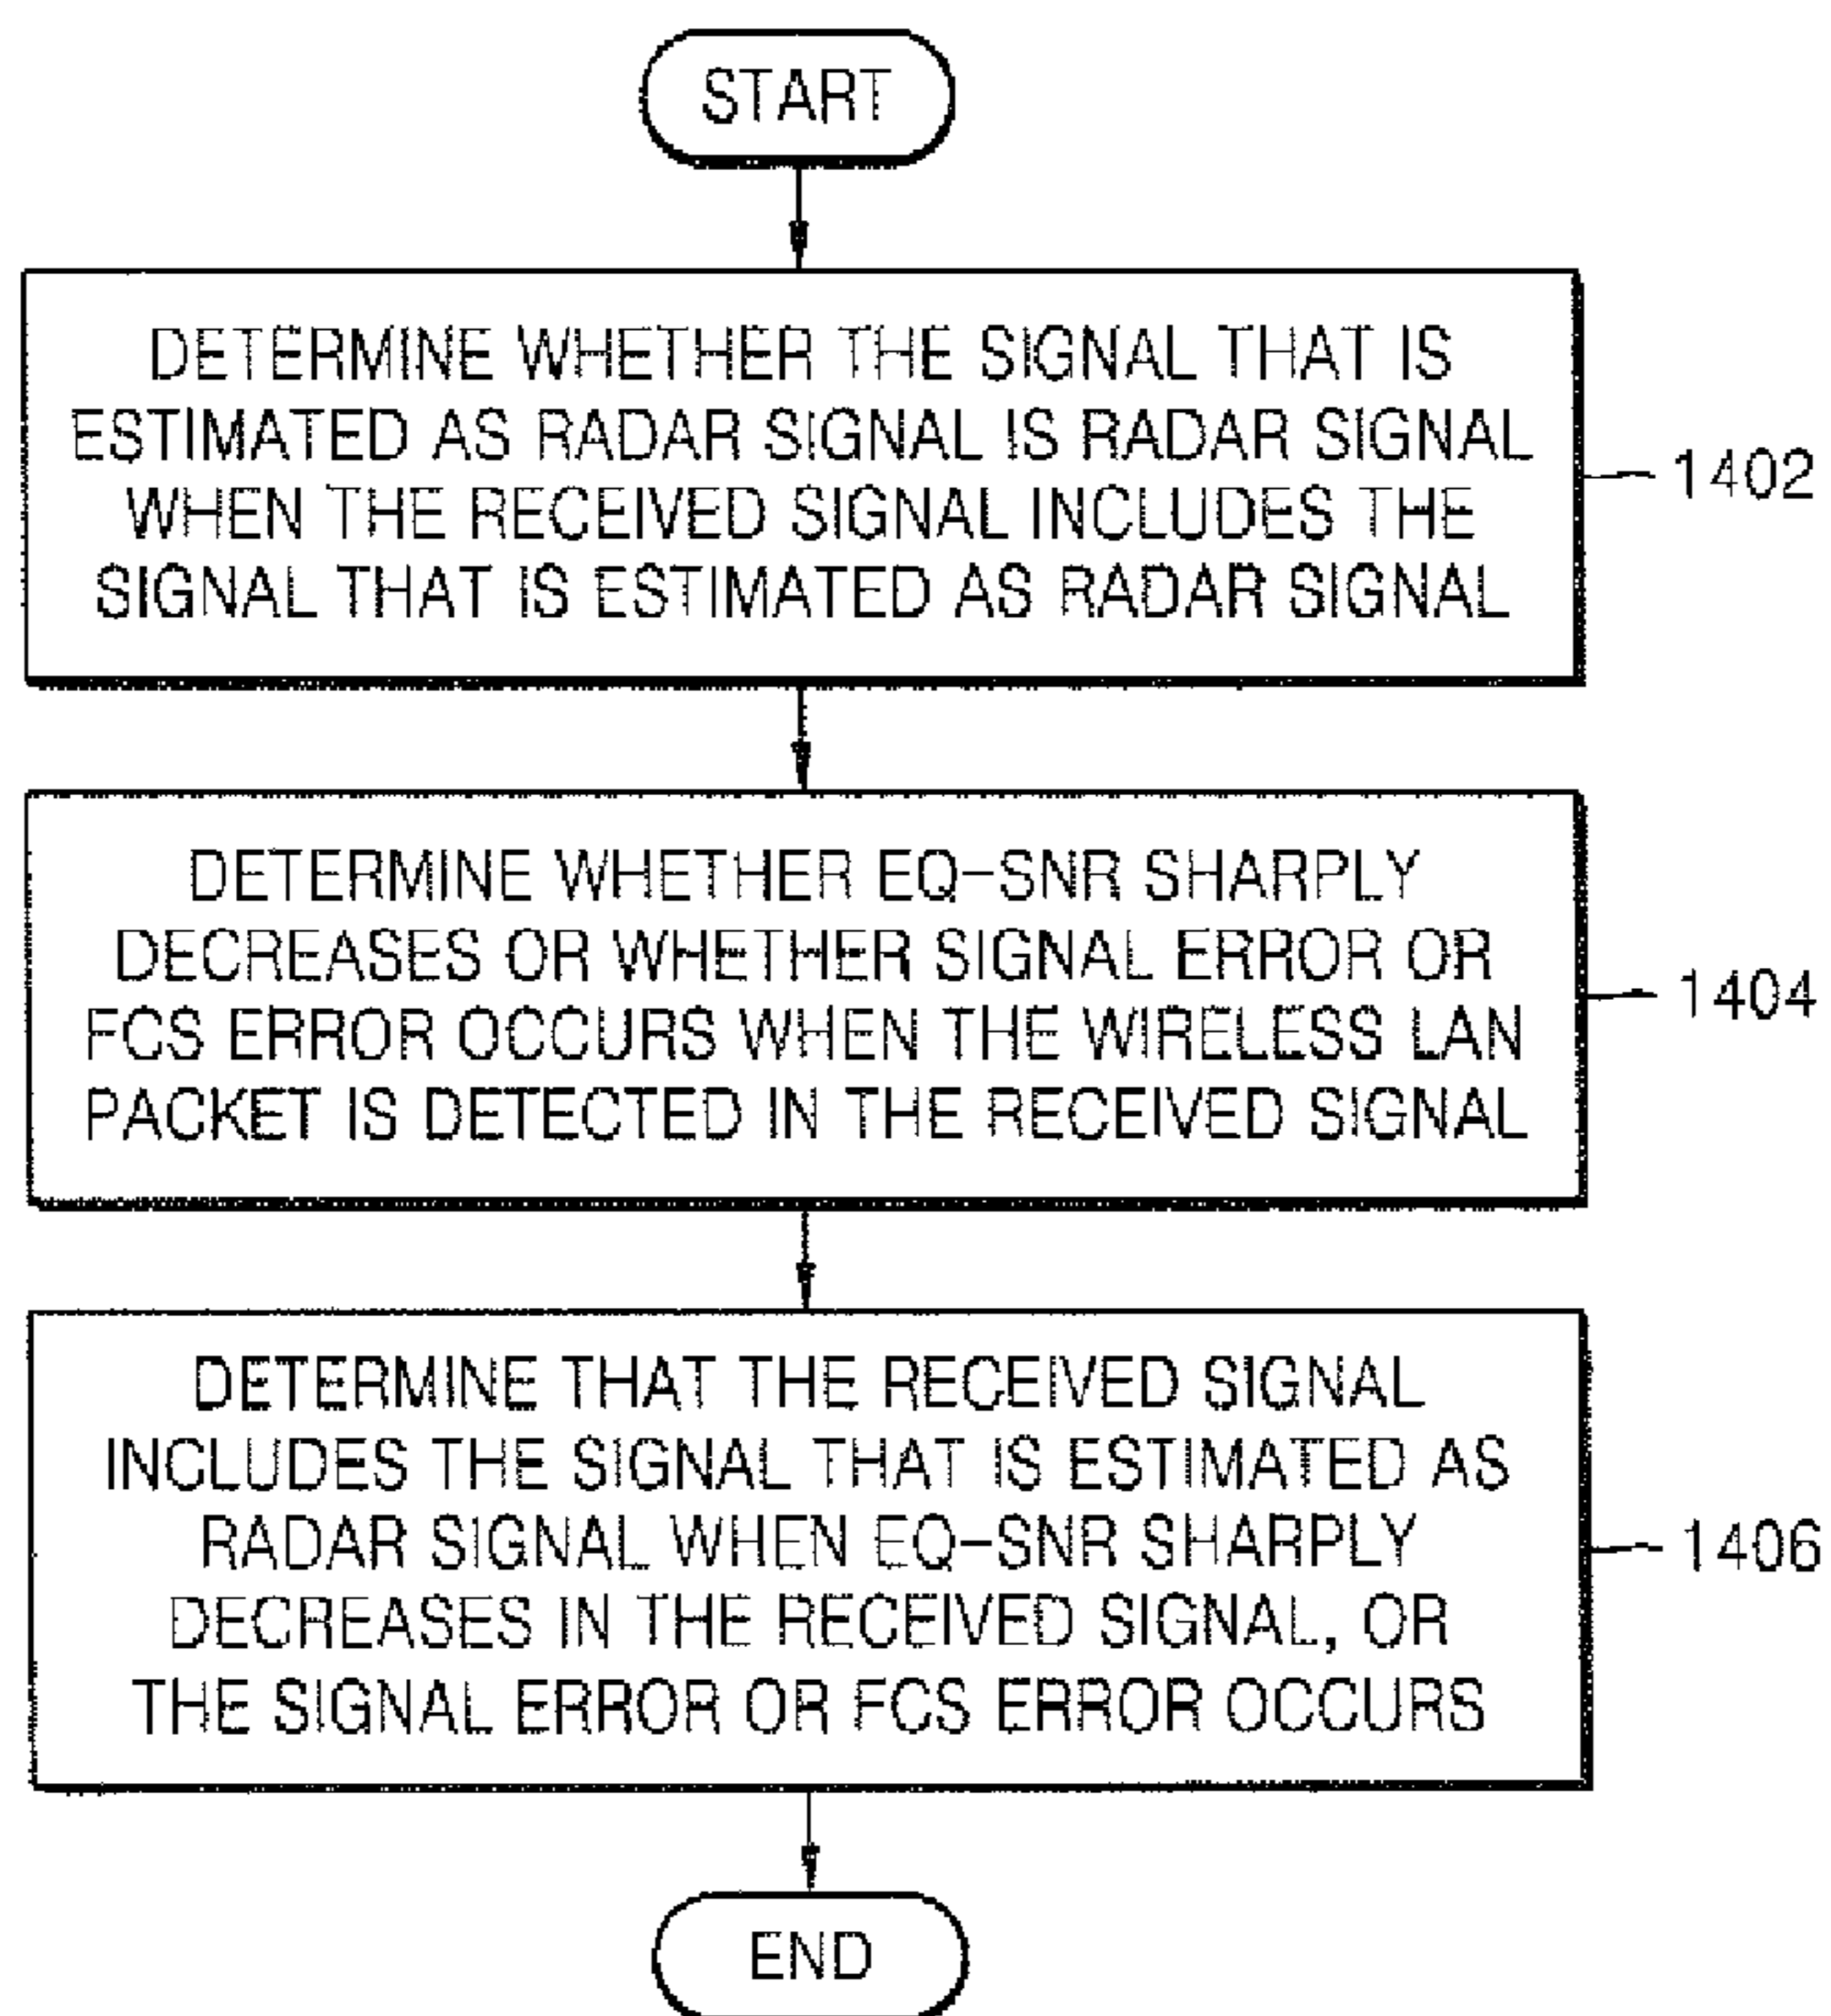 START
DETERMINE WHETHER THE SIGNAL THAT IS
ESTIMATED AS RADAR SIGNAL IS RADAR SIGNAL
WHEN THE RECEIVED SIGNAL INCLUDES THE
SIGNAL THAT IS ESTIMATED AS RADAR SIGNAL
1402
DETERMINE WHETHER EQ-SNR SHARPLY
DECREASES OR WHETHER SIGNAL ERROR OR
FCS ERROR OCCURS WHEN THE WIRELESS LAN
PACKET IS DETECTED IN THE RECEIVED SIGNAL
1404
DETERMINE THAT THE RECEIVED SIGNAL
INCLUDES THE SIGNAL THAT IS ESTIMATED AS
RADAR SIGNAL WHEN EQ-SNR SHARPLY
DECREASES IN THE RECEIVED SIGNAL, OR
THE SIGNAL ERROR OR FCS ERROR OCCURS
1406
END